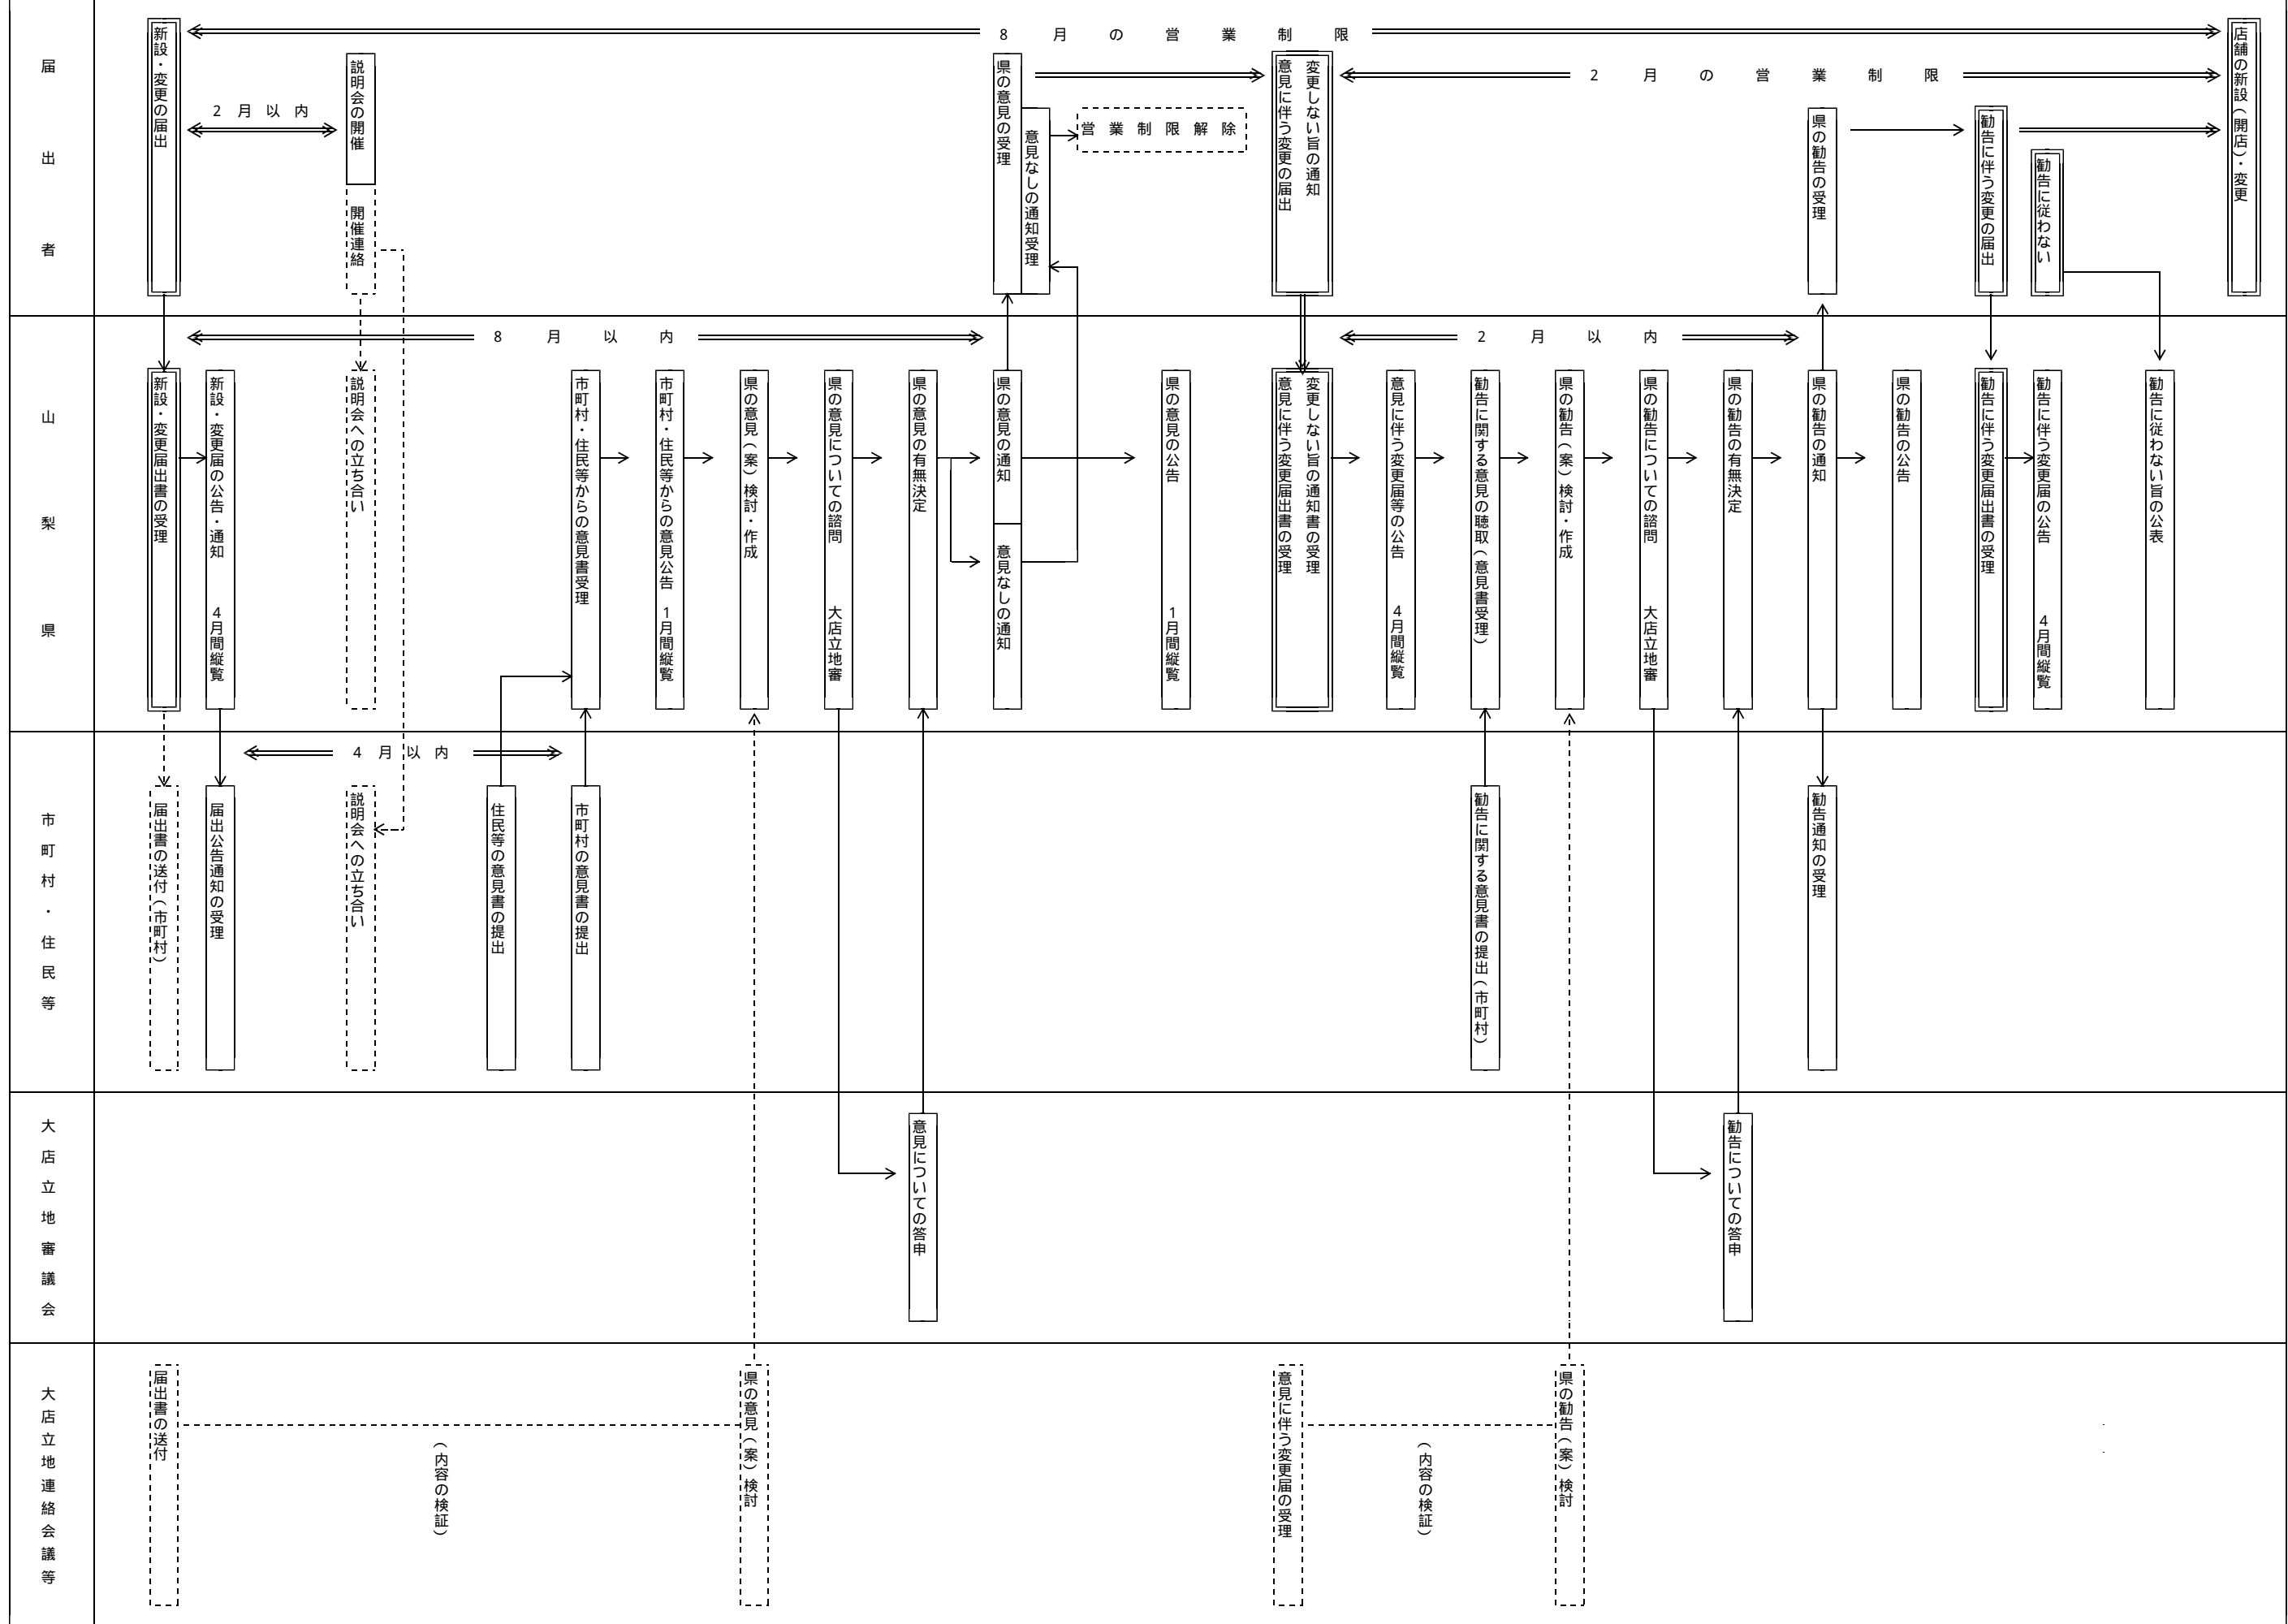 届出者
新設・変更の届出
8月の営業制限
2月以内
説明会の開催
開催連絡
県の意見の受理
意見なしの通知受理
営業制限解除
変更しない旨の通知
意見に伴う変更の届出
2月の営業制限
県の勧告の受理
勧告に伴う変更の届出
勧告に従わない
店舗の新設（開店）・変更
山梨県
8月以内
2月以内
新設・変更届出書の受理
新設・変更届の公告・通知 4月間縦覧
説明会への立ち合い
市町村・住民等からの意見書受理
市町村・住民等からの意見公告 1月間縦覧
県の意見（案）検討・作成
県の意見についての諮問 大店立地審
県の意見の有無決定
県の意見の通知
意見なしの通知
県の意見の公告 1月間縦覧
変更しない旨の通知書の受理
意見に伴う変更届出書の受理
意見に伴う変更届等の公告 4月間縦覧
勧告に関する意見の聴取（意見書受理）
県の勧告（案）検討・作成
県の勧告についての諮問 大店立地審
県の勧告の有無決定
県の勧告の通知
県の勧告の公告
勧告に伴う変更届出書の受理
勧告に伴う変更届の公告 4月間縦覧
勧告に従わない旨の公表
市町村・住民等
4月以内
届出書の送付（市町村）
届出公告通知の受理
説明会への立ち合い
住民等の意見書の提出
市町村の意見書の提出
勧告に関する意見書の提出（市町村）
勧告通知の受理
大店立地審議会
意見についての答申
勧告についての答申
大店立地連絡会議等
届出書の送付
（内容の検証）
県の意見（案）検討
意見に伴う変更届の受理
（内容の検証）
県の勧告（案）検討